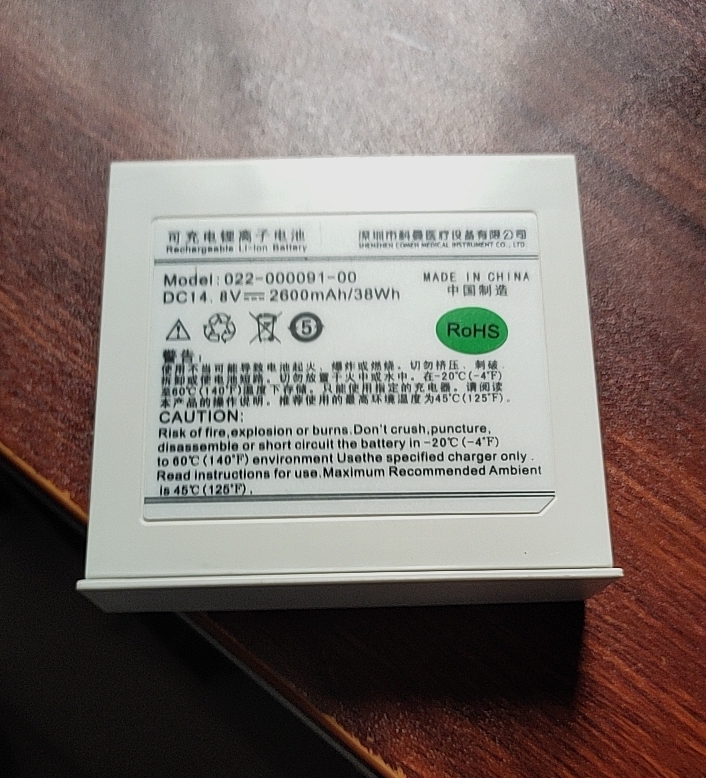 可充电锂离子电池 深圳市科曼医疗设备有限公司
Rechargeable Li-Ion Battery SHENZHEN COMEN MEDICAL INSTRUMENT CO., LTD.
Model: 022-000091-00 MADE IN CHINA
DC14.8V⎓ 2600mAh/38Wh 中国制造
5 RoHS
警告:
使用不当可能导致电池起火、爆炸或燃烧。切勿挤压、刺破、
拆卸或使电池短路。切勿放置于火中或水中。在-20℃(-4°F)
至60℃(140°F)温度下存储。只能使用指定的充电器。请阅读
本产品的操作说明。推荐使用的最高环境温度为45℃(125°F)。
CAUTION:
Risk of fire,explosion or burns.Don't crush,puncture,
disassemble or short circuit the battery in -20℃(-4°F)
to 60℃(140°F) environment Usethe specified charger only .
Read instructions for use.Maximum Recommended Ambient
is 45℃(125°F).